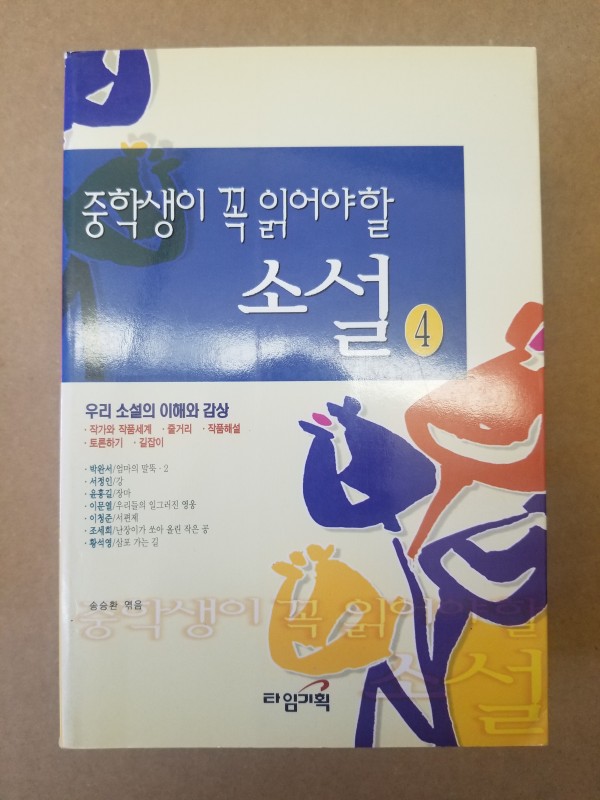 중학생이 꼭 읽어야할
소설 4
우리 소설의 이해와 감상
· 작가와 작품세계 · 줄거리 · 작품해설
· 토론하기 · 길잡이
· 박완서/엄마의 말뚝 · 2
· 서정인/강
· 윤흥길/장마
· 이문열/우리들의 일그러진 영웅
· 이청준/서편제
· 조세희/난장이가 쏘아 올린 작은 공
· 황석영/삼포 가는 길
송승환 엮음
중학생이 꼭 읽어야할
소설
타임기획